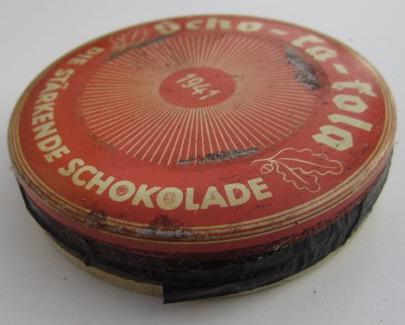 Scho-ka-kola
1941
DIE STÄRKENDE SCHOKOLADE